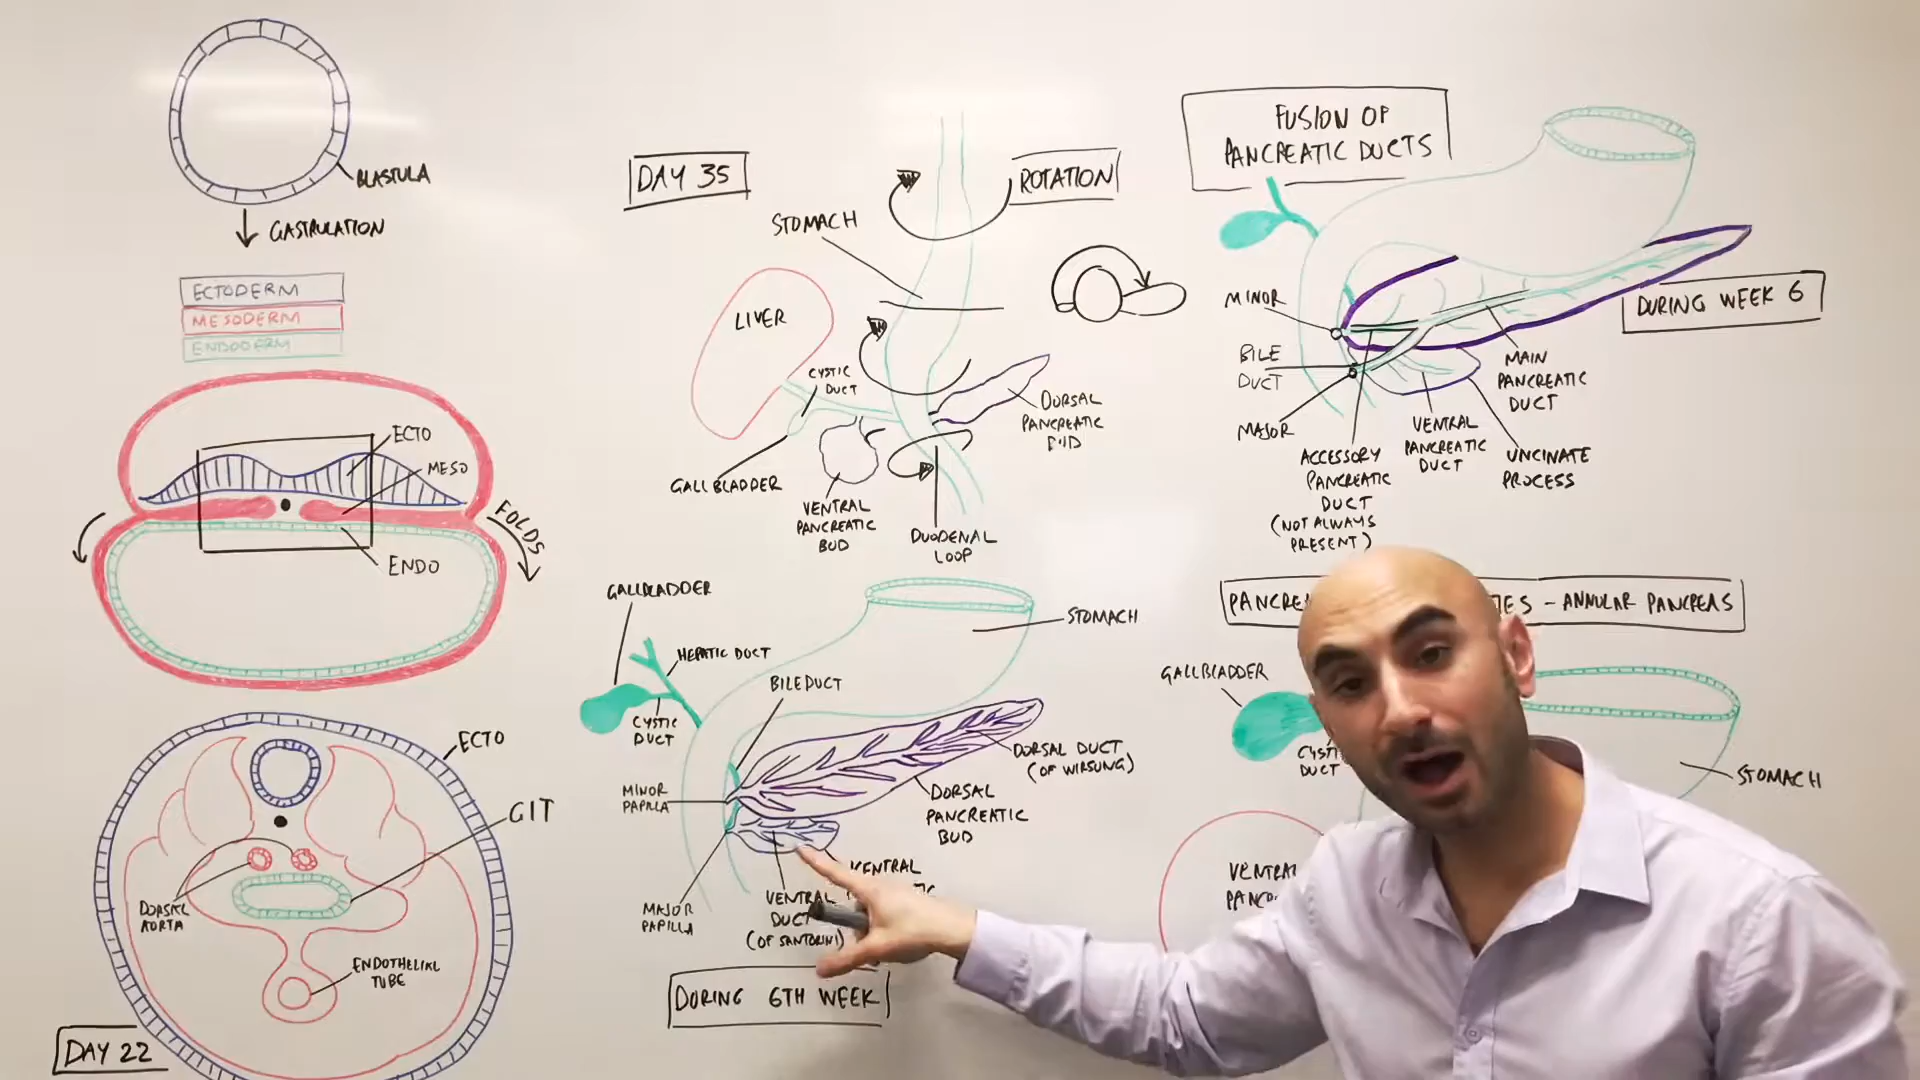 BLASTULA
GASTRULATION
ECTODERM
MESODERM
ENDODERM
ECTO
MESO
ENDO
FOLDS
ECTO
GIT
DORSAL
AORTA
ENDOTHELIAL
TUBE
DAY 22
DAY 35
ROTATION
STOMACH
LIVER
CYSTIC
DUCT
GALLBLADDER
VENTRAL
PANCREATIC
BUD
DORSAL
PANCREATIC
BUD
DUODENAL
LOOP
GALLBLADDER
HEPATIC DUCT
STOMACH
BILE DUCT
CYSTIC
DUCT
MINOR
PAPILLA
DORSAL DUCT
(OF WIRSUNG)
DORSAL
PANCREATIC
BUD
VENTRAL
MAJOR
PAPILLA
VENTRAL
DUCT
(OF SANTORINI)
DURING 6TH WEEK
FUSION OF
PANCREATIC DUCTS
DURING WEEK 6
MINOR
BILE
DUCT
MAJOR
MAIN
PANCREATIC
DUCT
ACCESSORY
PANCREATIC
DUCT
(NOT ALWAYS
PRESENT)
VENTRAL
PANCREATIC
DUCT
UNCINATE
PROCESS
- ANNULAR PANCREAS
GALLBLADDER
DUCT
STOMACH